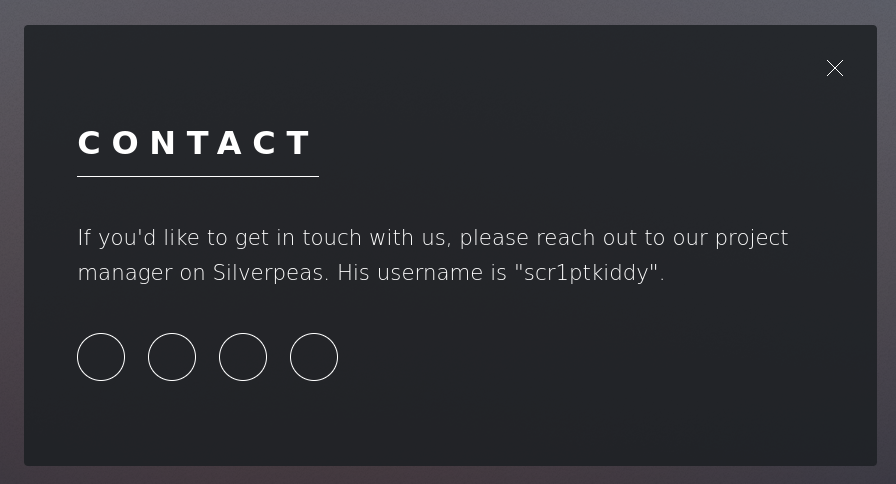 CONTACT
If you'd like to get in touch with us, please reach out to our project
manager on Silverpeas. His username is "scr1ptkiddy".